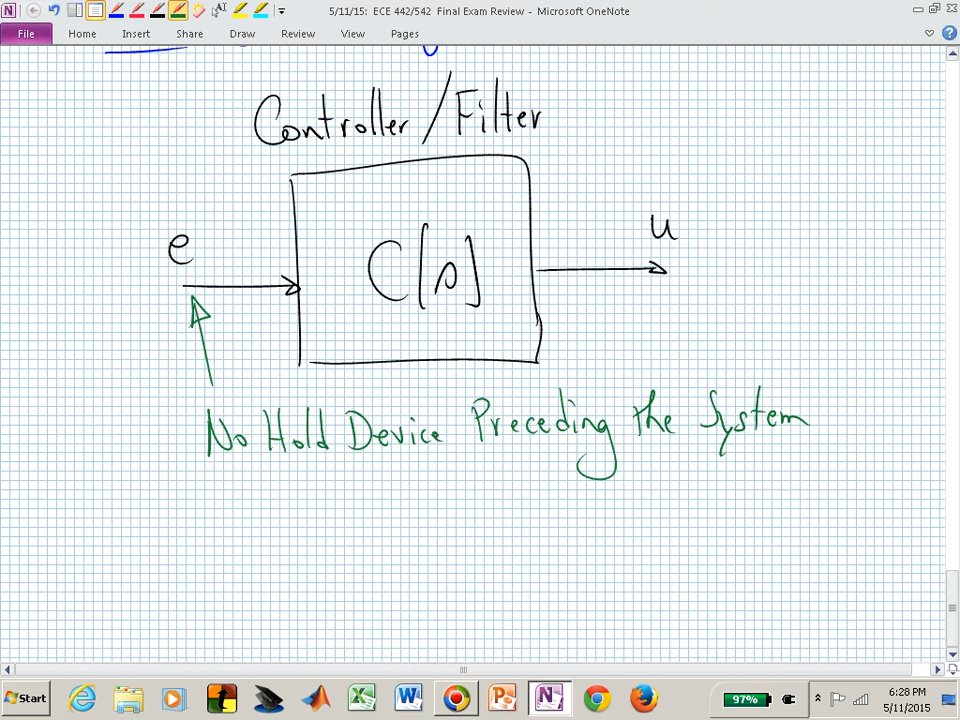 5/11/15: ECE 442/542 Final Exam Review - Microsoft OneNote
File Home Insert Share Draw Review View Pages
Controller/Filter
e
C[s]
u
No Hold Device Preceding the System
Start
97%
6:28 PM
5/11/2015